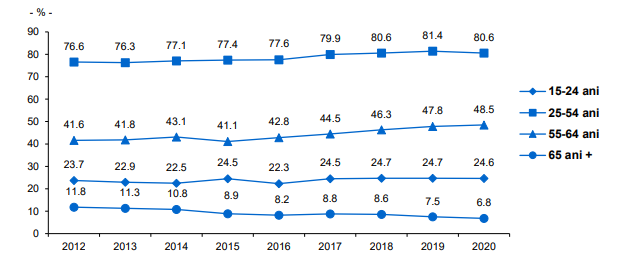 - % -
90
80
70
60
50
40
30
20
10
0
76.6 76.3 77.1 77.4 77.6 79.9 80.6 81.4 80.6
41.6 41.8 43.1 41.1 42.8 44.5 46.3 47.8 48.5
23.7 22.9 22.5 24.5 22.3 24.5 24.7 24.7 24.6
11.8 11.3 10.8 8.9 8.2 8.8 8.6 7.5 6.8
2012 2013 2014 2015 2016 2017 2018 2019 2020
15-24 ani
25-54 ani
55-64 ani
65 ani +